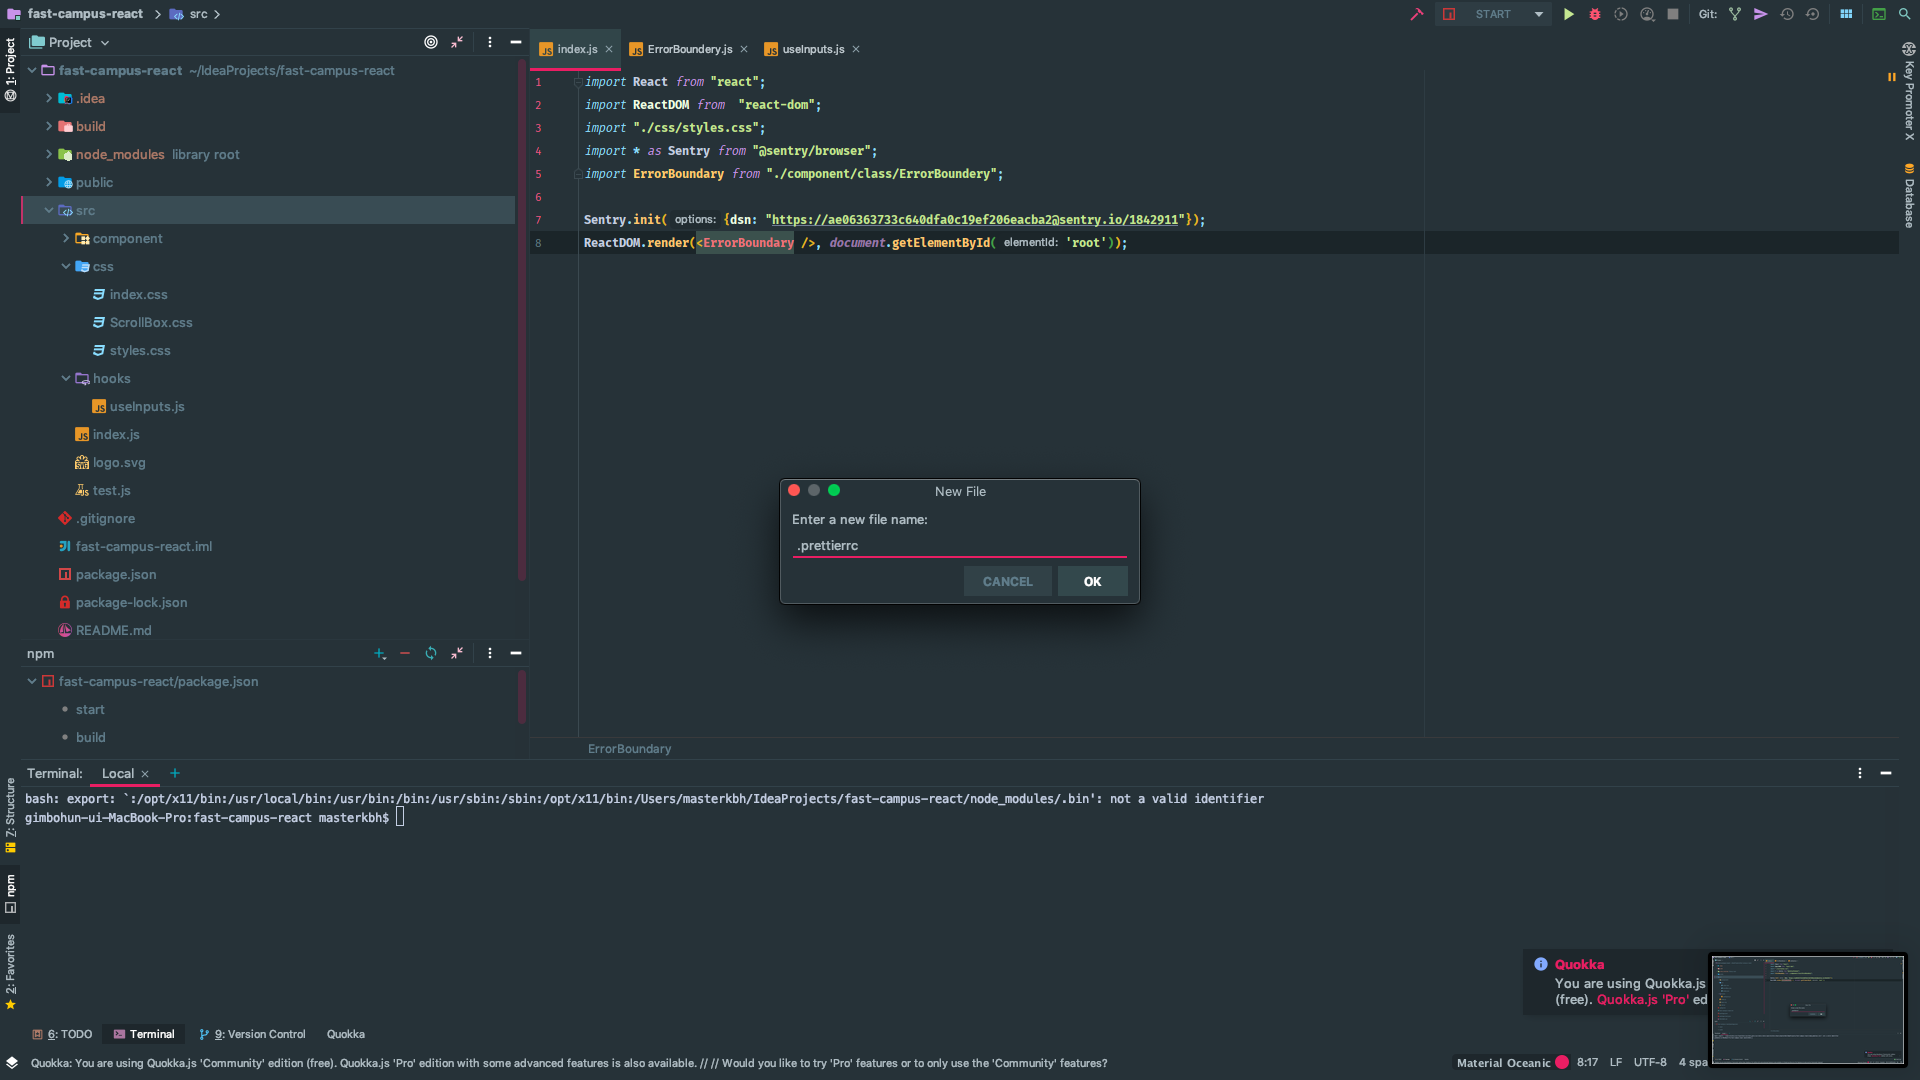 fast-campus-react > src >
START
Git:
Project
index.js
ErrorBoundery.js
useInputs.js
1: Project
fast-campus-react ~/IdeaProjects/fast-campus-react
.idea
build
node_modules library root
public
src
component
css
index.css
ScrollBox.css
styles.css
hooks
useInputs.js
index.js
logo.svg
test.js
.gitignore
fast-campus-react.iml
package.json
package-lock.json
README.md
1 import React from "react";
2 import ReactDOM from  "react-dom";
3 import "./css/styles.css";
4 import * as Sentry from "@sentry/browser";
5 import ErrorBoundary from "./component/class/ErrorBoundery";
6
7 Sentry.init( options: {dsn: "https://ae06363733c640dfa0c19ef206eacba2@sentry.io/1842911"});
8 ReactDOM.render(<ErrorBoundary />, document.getElementById( elementId: 'root'));
ErrorBoundary
Key Promoter X
Database
New File
Enter a new file name:
.prettierrc
CANCEL
OK
npm
fast-campus-react/package.json
start
build
Terminal:
Local
bash: export: `:/opt/x11/bin:/usr/local/bin:/usr/bin:/bin:/usr/sbin:/sbin:/opt/x11/bin:/Users/masterkbh/IdeaProjects/fast-campus-react/node_modules/.bin': not a valid identifier
gimbohun-ui-MacBook-Pro:fast-campus-react masterkbh$
7: Structure
npm
2: Favorites
Quokka
You are using Quokka.js
(free). Quokka.js 'Pro' ed
6: TODO
Terminal
9: Version Control
Quokka
Quokka: You are using Quokka.js 'Community' edition (free). Quokka.js 'Pro' edition with some advanced features is also available. // // Would you like to try 'Pro' features or to only use the 'Community' features?
Material Oceanic
8:17
LF
UTF-8
4 spa